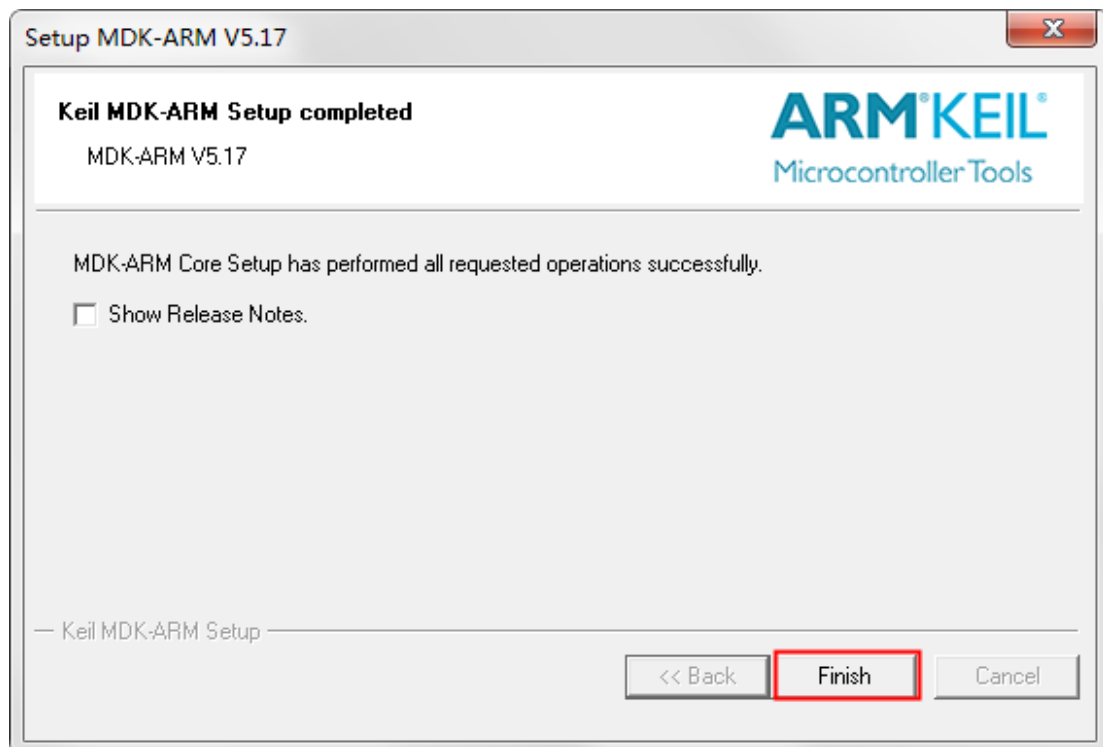 Setup MDK-ARM V5.17
Keil MDK-ARM Setup completed
MDK-ARM V5.17
ARM®KEIL®
Microcontroller Tools
MDK-ARM Core Setup has performed all requested operations successfully.
Show Release Notes.
Keil MDK-ARM Setup
<< Back
Finish
Cancel